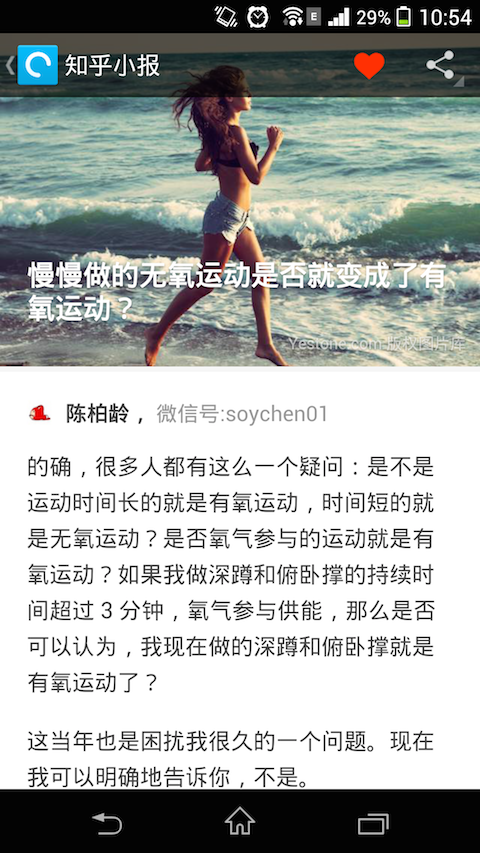 E 29% 10:54
知乎小报
慢慢做的无氧运动是否就变成了有
氧运动？
Yestone.com 版权图片库
陈柏龄，微信号:soychen01
的确，很多人都有这么一个疑问：是不是
运动时间长的就是有氧运动，时间短的就
是无氧运动？是否氧气参与的运动就是有
氧运动？如果我做深蹲和俯卧撑的持续时
间超过 3 分钟，氧气参与供能，那么是否
可以认为，我现在做的深蹲和俯卧撑就是
有氧运动了？
这当年也是困扰我很久的一个问题。现在
我可以明确地告诉你，不是。